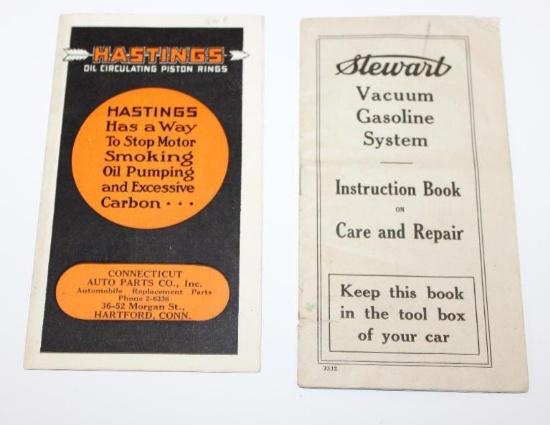 HASTINGS
OIL CIRCULATING PISTON RINGS
HASTINGS
Has a Way
To Stop Motor
Smoking
Oil Pumping
and Excessive
Carbon · · ·
CONNECTICUT
AUTO PARTS CO., Inc.
Automobile Replacement Parts
Phone 2-6236
36-52 Morgan St.,
HARTFORD, CONN.
Stewart
Vacuum
Gasoline
System
Instruction Book
ON
Care and Repair
Keep this book
in the tool box
of your car